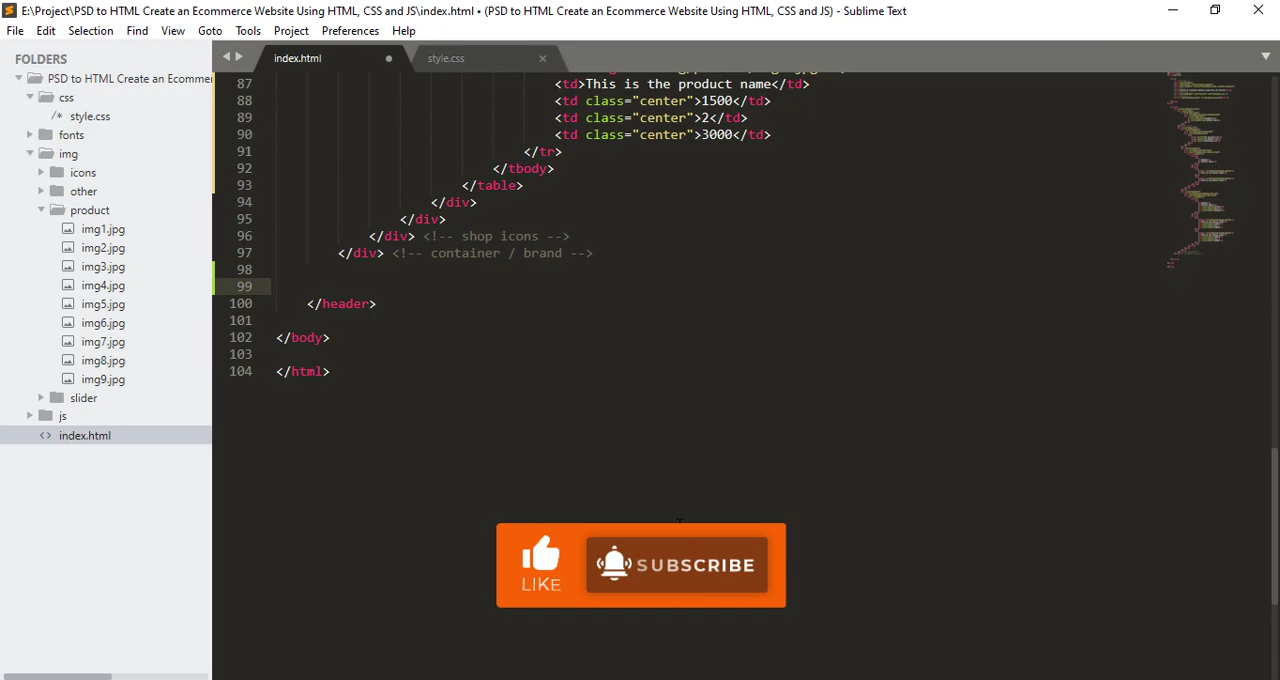 E:\Project\PSD to HTML Create an Ecommerce Website Using HTML, CSS and JS\index.html • (PSD to HTML Create an Ecommerce Website Using HTML, CSS and JS) - Sublime Text
File Edit Selection Find View Goto Tools Project Preferences Help
FOLDERS
PSD to HTML Create an Ecommer
css
/* style.css
fonts
img
icons
other
product
img1.jpg
img2.jpg
img3.jpg
img4.jpg
img5.jpg
img6.jpg
img7.jpg
img8.jpg
img9.jpg
slider
js
<> index.html
index.html style.css
87 <td>This is the product name</td>
88 <td class="center">1500</td>
89 <td class="center">2</td>
90 <td class="center">3000</td>
91 </tr>
92 </tbody>
93 </table>
94 </div>
95 </div>
96 </div> <!-- shop icons -->
97 </div> <!-- container / brand -->
98
99
100 </header>
101
102 </body>
103
104 </html>
LIKE
SUBSCRIBE